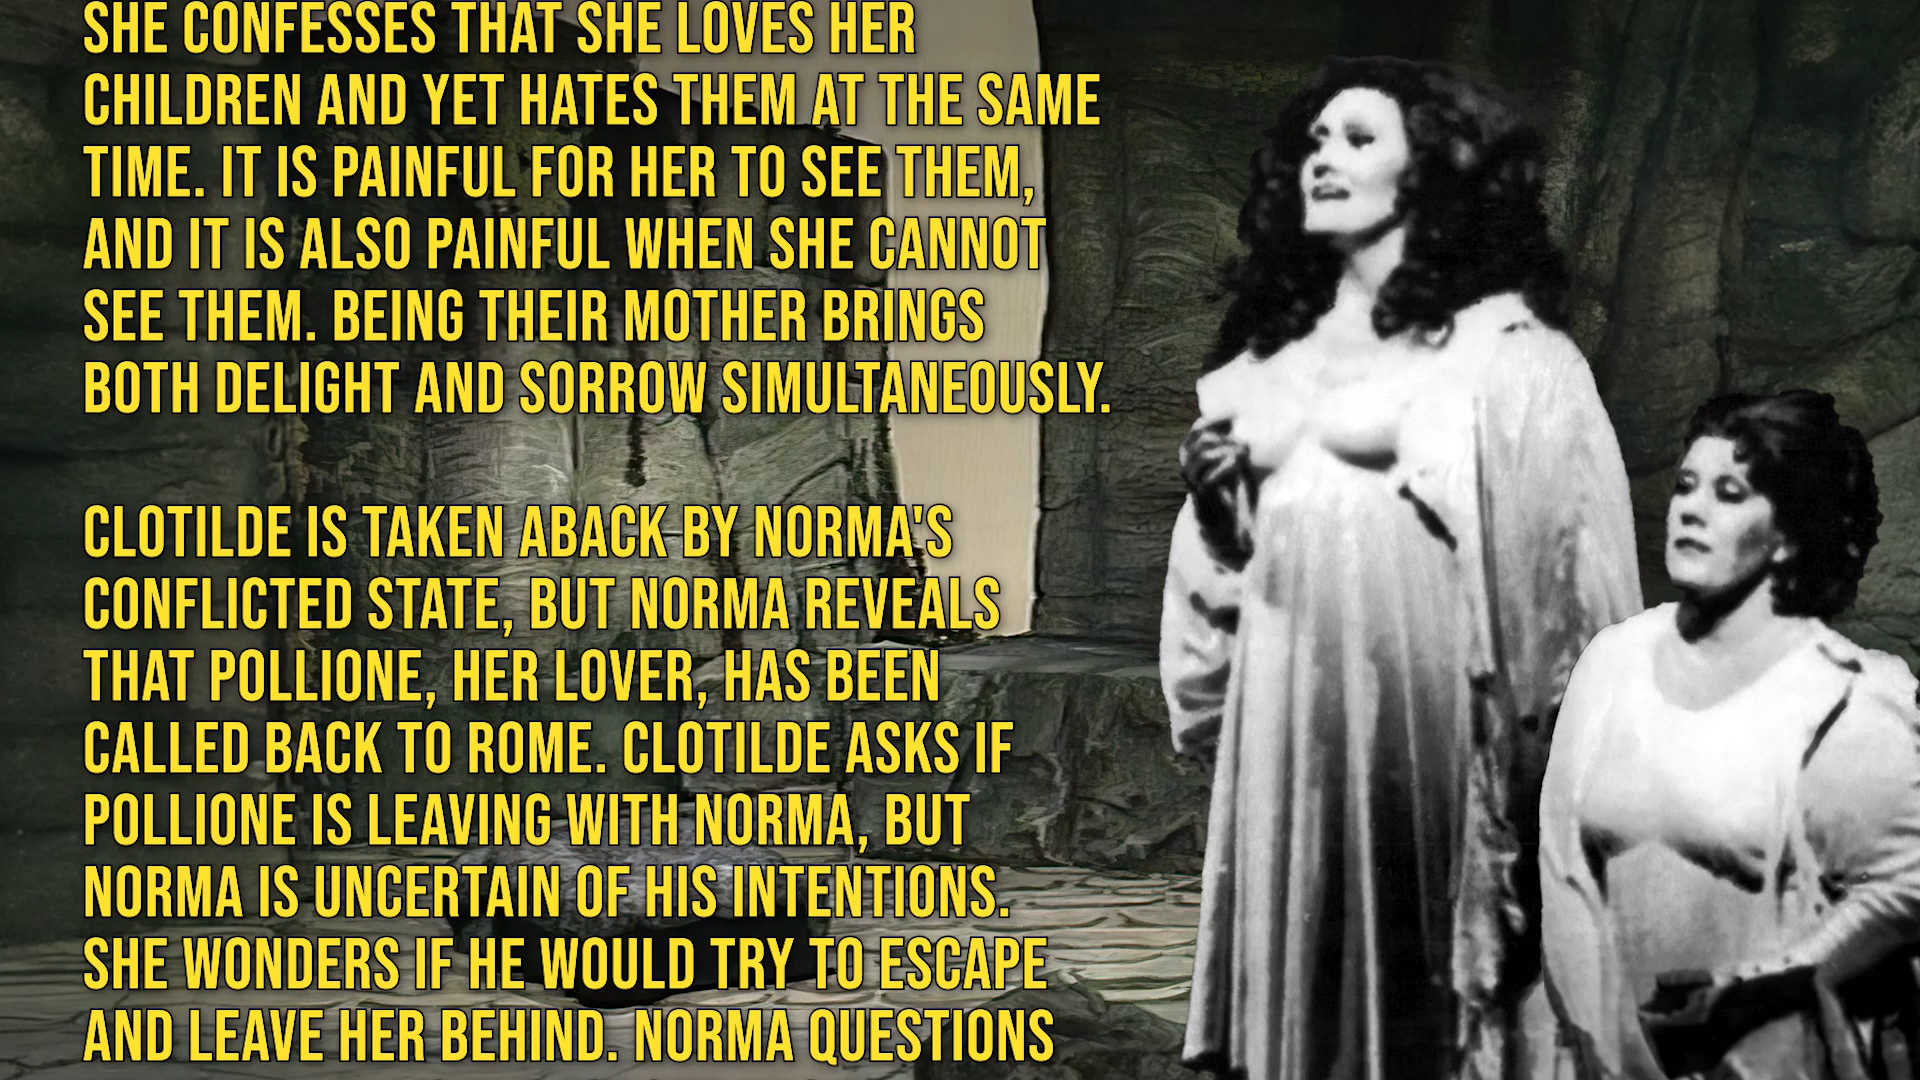 SHE CONFESSES THAT SHE LOVES HER
CHILDREN AND YET HATES THEM AT THE SAME
TIME. IT IS PAINFUL FOR HER TO SEE THEM,
AND IT IS ALSO PAINFUL WHEN SHE CANNOT
SEE THEM. BEING THEIR MOTHER BRINGS
BOTH DELIGHT AND SORROW SIMULTANEOUSLY.
CLOTILDE IS TAKEN ABACK BY NORMA'S
CONFLICTED STATE, BUT NORMA REVEALS
THAT POLLIONE, HER LOVER, HAS BEEN
CALLED BACK TO ROME. CLOTILDE ASKS IF
POLLIONE IS LEAVING WITH NORMA, BUT
NORMA IS UNCERTAIN OF HIS INTENTIONS.
SHE WONDERS IF HE WOULD TRY TO ESCAPE
AND LEAVE HER BEHIND. NORMA QUESTIONS